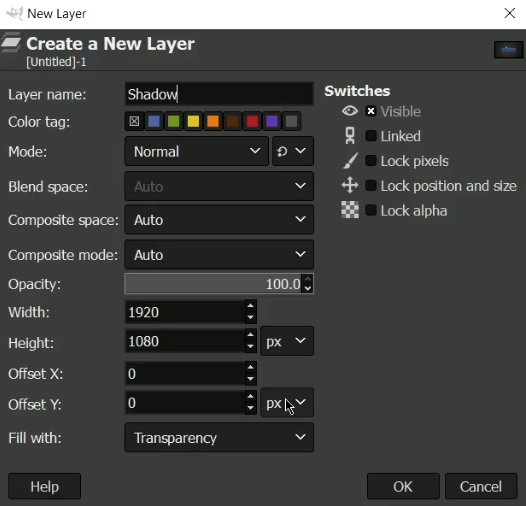 New Layer
Create a New Layer
[Untitled]-1
Layer name: Shadow
Color tag:
Mode: Normal
Blend space: Auto
Composite space: Auto
Composite mode: Auto
Opacity: 100.0
Width: 1920
Height: 1080 px
Offset X: 0
Offset Y: 0 px
Fill with: Transparency
Switches
Visible
Linked
Lock pixels
Lock position and size
Lock alpha
Help OK Cancel